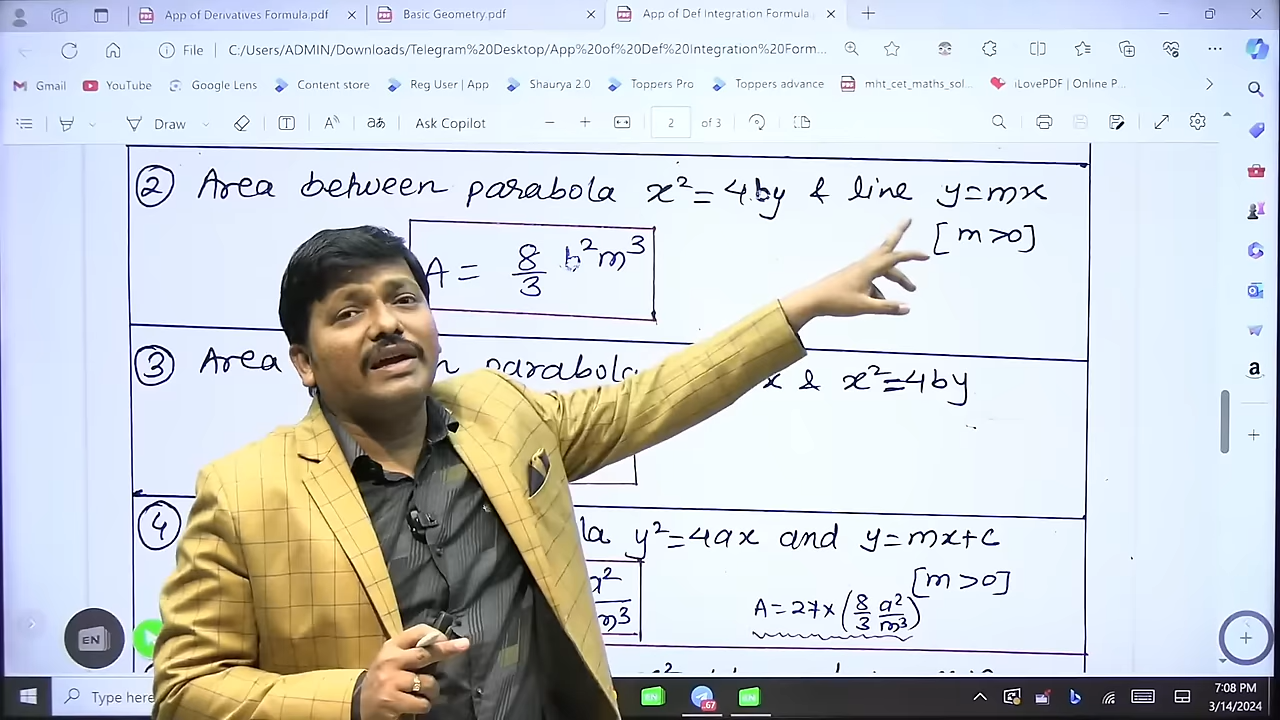 App of Derivatives Formula.pdf
Basic Geometry.pdf
App of Def Integration Formula
File C:/Users/ADMIN/Downloads/Telegram%20Desktop/App%20of%20Def%20Integration%20Form...
Gmail YouTube Google Lens Content store Reg User | App Shaurya 2.0 Toppers Pro Toppers advance mht_cet_maths_sol... iLovePDF | Online P...
Draw Ask Copilot 2 of 3
② Area between parabola x²=4by & line y=mx
[m>0]
A = 8/3 b²m³
③ Area parabola x & x²=4by
④ y²=4ax and y=mx+c
[m>0]
A=27×(8/3 a²/m³)
EN
Type here
67
7:08 PM
3/14/2024